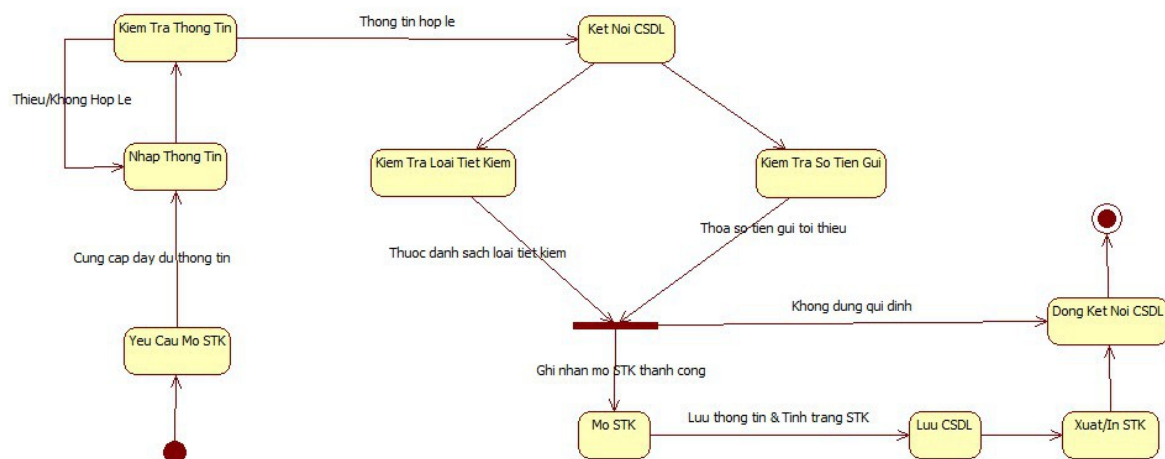 Thong tin hop le
Kiem Tra Thong Tin
Ket Noi CSDL
Thieu/Khong Hop Le
Nhap Thong Tin
Kiem Tra Loai Tiet Kiem
Kiem Tra So Tien Gui
Thoa so tien gui toi thieu
Thuoc danh sach loai tiet kiem
Cung cap day du thong tin
Khong dung qui dinh
Dong Ket Noi CSDL
Yeu Cau Mo STK
Ghi nhan mo STK thanh cong
Mo STK
Luu thong tin & Tinh trang STK
Luu CSDL
Xuat/In STK